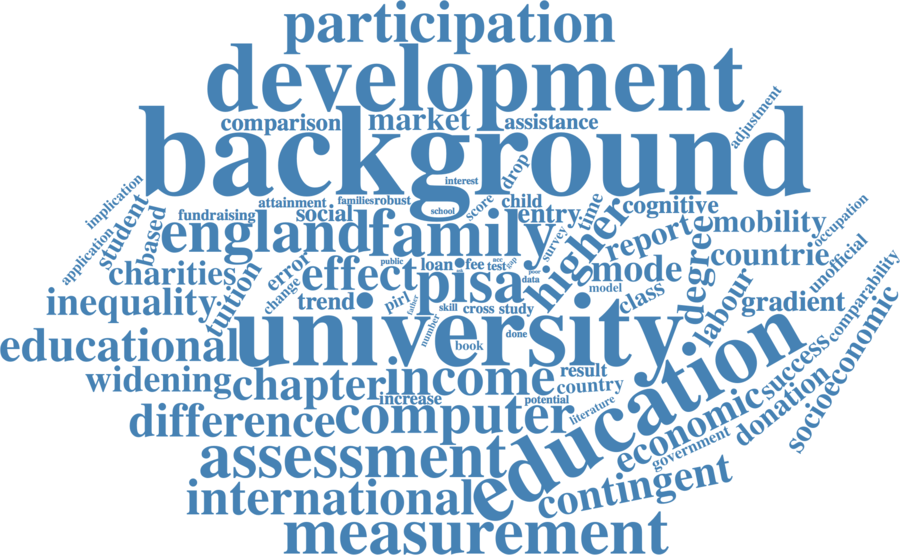 participation
development
comparison
market
assistance
adjustment
background
drop
interest
implication
student
based
fundraising
attainment
families
robust
social
school
score
child
entry
time
cognitive
occupation
application
england
family
survey
higher
report
degree
mobility
charities
tuition
error
change
effect
public
loan
fee
test
acc
gap
poor
data
mode
countrie
unofficial
comparability
inequality
trend
pirl
father
pisa
skill
cross
study
model
class
labour
gradient
socioeconomic
educational
university
number
book
done
education
success
widening
chapter
income
increase
result
country
potential
literature
difference
computer
economic
donation
government
assessment
international
contingent
measurement